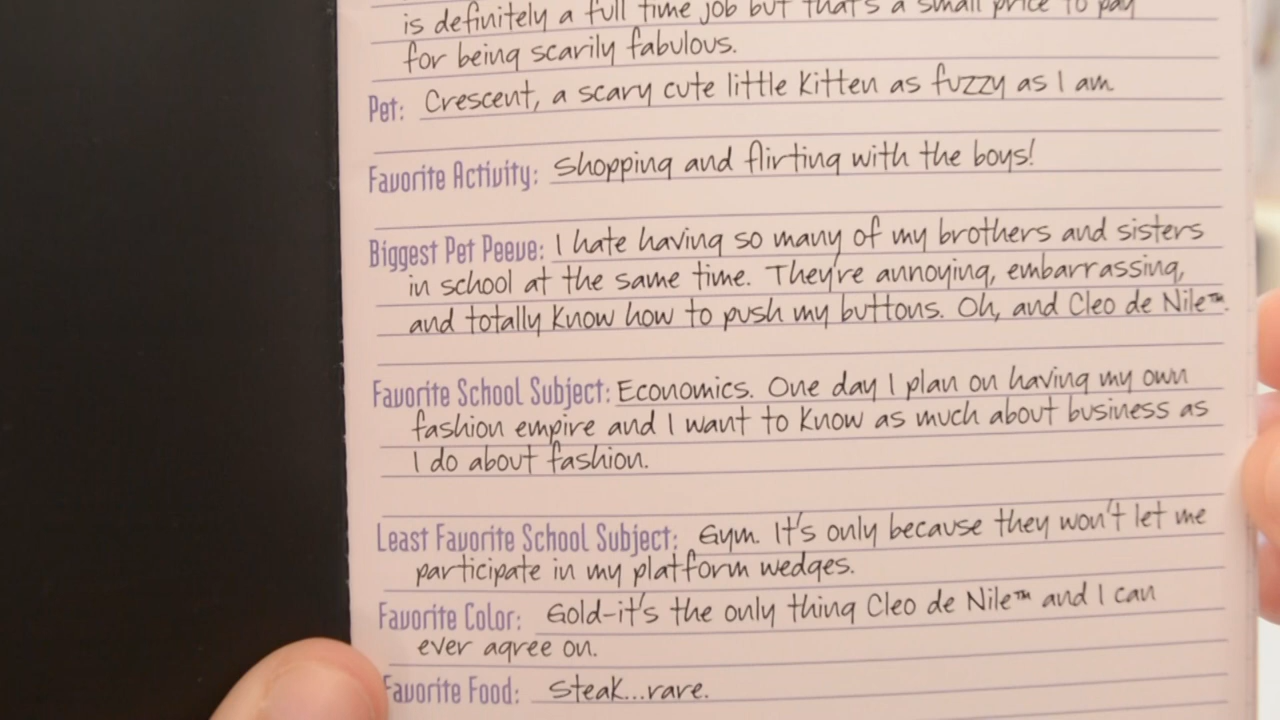 is definitely a full time job but that's a small price to pay
for being scarily fabulous.
Pet: Crescent, a scary cute little kitten as fuzzy as I am.
Favorite Activity: Shopping and flirting with the boys!
Biggest Pet Peeve: I hate having so many of my brothers and sisters
in school at the same time. They're annoying, embarrassing,
and totally know how to push my buttons. Oh, and Cleo de Nile™.
Favorite School Subject: Economics. One day I plan on having my own
fashion empire and I want to know as much about business as
I do about fashion.
Least Favorite School Subject: Gym. It's only because they won't let me
participate in my platform wedges.
Favorite Color: Gold-it's the only thing Cleo de Nile™ and I can
ever agree on.
Favorite Food: Steak...rare.